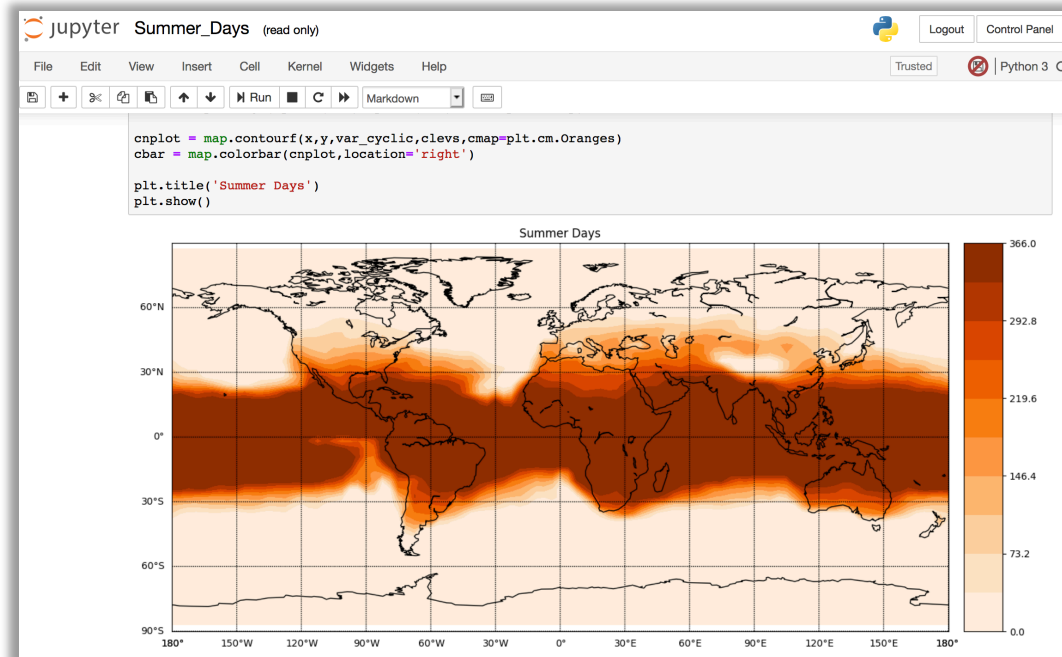 jupyter Summer_Days (read only)
Logout Control Panel
File Edit View Insert Cell Kernel Widgets Help
Trusted Python 3
Run Markdown
cnplot = map.contourf(x,y,var_cyclic,clevs,cmap=plt.cm.Oranges)
cbar = map.colorbar(cnplot,location='right')
plt.title('Summer Days')
plt.show()
Summer Days
366.0
60°N
292.8
30°N
219.6
0°
146.4
30°S
73.2
60°S
90°S
0.0
180° 150°W 120°W 90°W 60°W 30°W 0° 30°E 60°E 90°E 120°E 150°E 180°